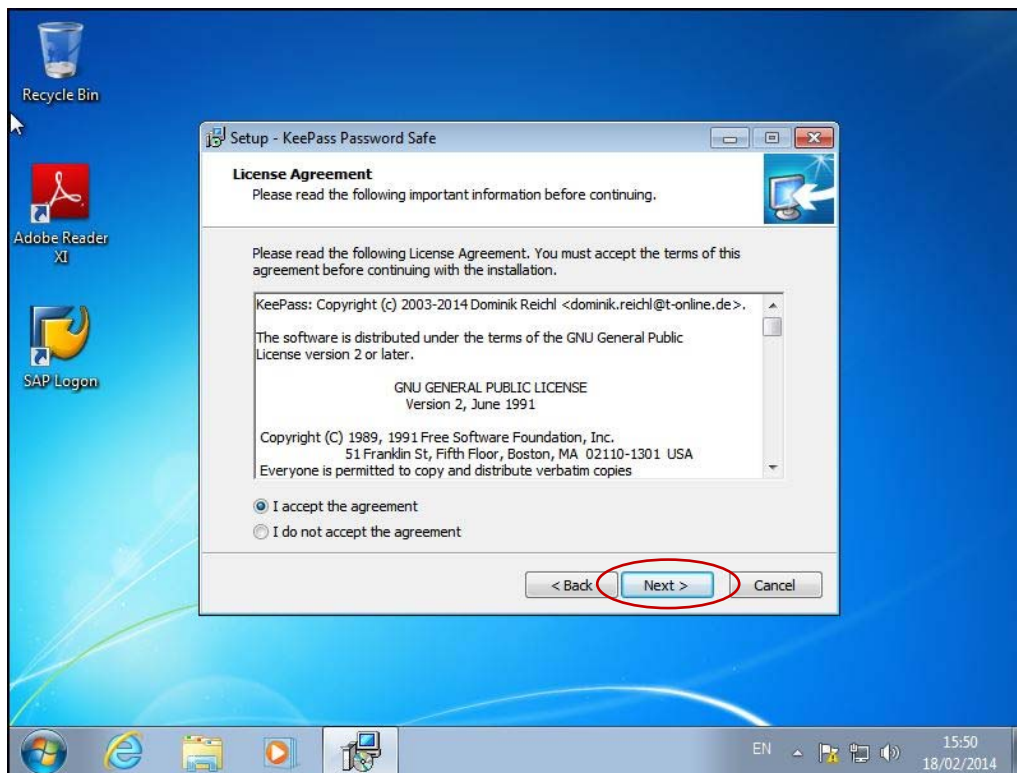 Recycle Bin
Adobe Reader
XI
SAP Logon
Setup - KeePass Password Safe
License Agreement
Please read the following important information before continuing.
Please read the following License Agreement. You must accept the terms of this
agreement before continuing with the installation.
KeePass: Copyright (c) 2003-2014 Dominik Reichl <dominik.reichl@t-online.de>.
The software is distributed under the terms of the GNU General Public
License version 2 or later.
GNU GENERAL PUBLIC LICENSE
Version 2, June 1991
Copyright (C) 1989, 1991 Free Software Foundation, Inc.
51 Franklin St, Fifth Floor, Boston, MA 02110-1301 USA
Everyone is permitted to copy and distribute verbatim copies
I accept the agreement
I do not accept the agreement
< Back Next > Cancel
EN 15:50
18/02/2014